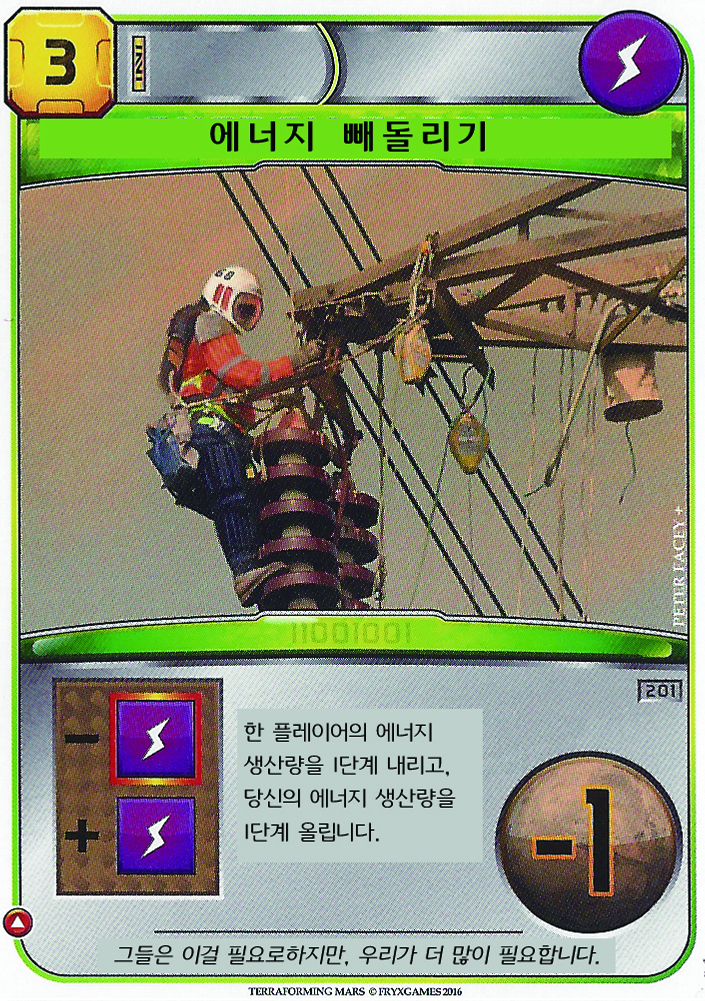 3
에너지 빼돌리기
PETER FACEY +
11001001
201
한 플레이어의 에너지
생산량을 1단계 내리고,
당신의 에너지 생산량을
1단계 올립니다.
-
+
-1
그들은 이걸 필요로하지만, 우리가 더 많이 필요합니다.
TERRAFORMING MARS © FRYXGAMES 2016